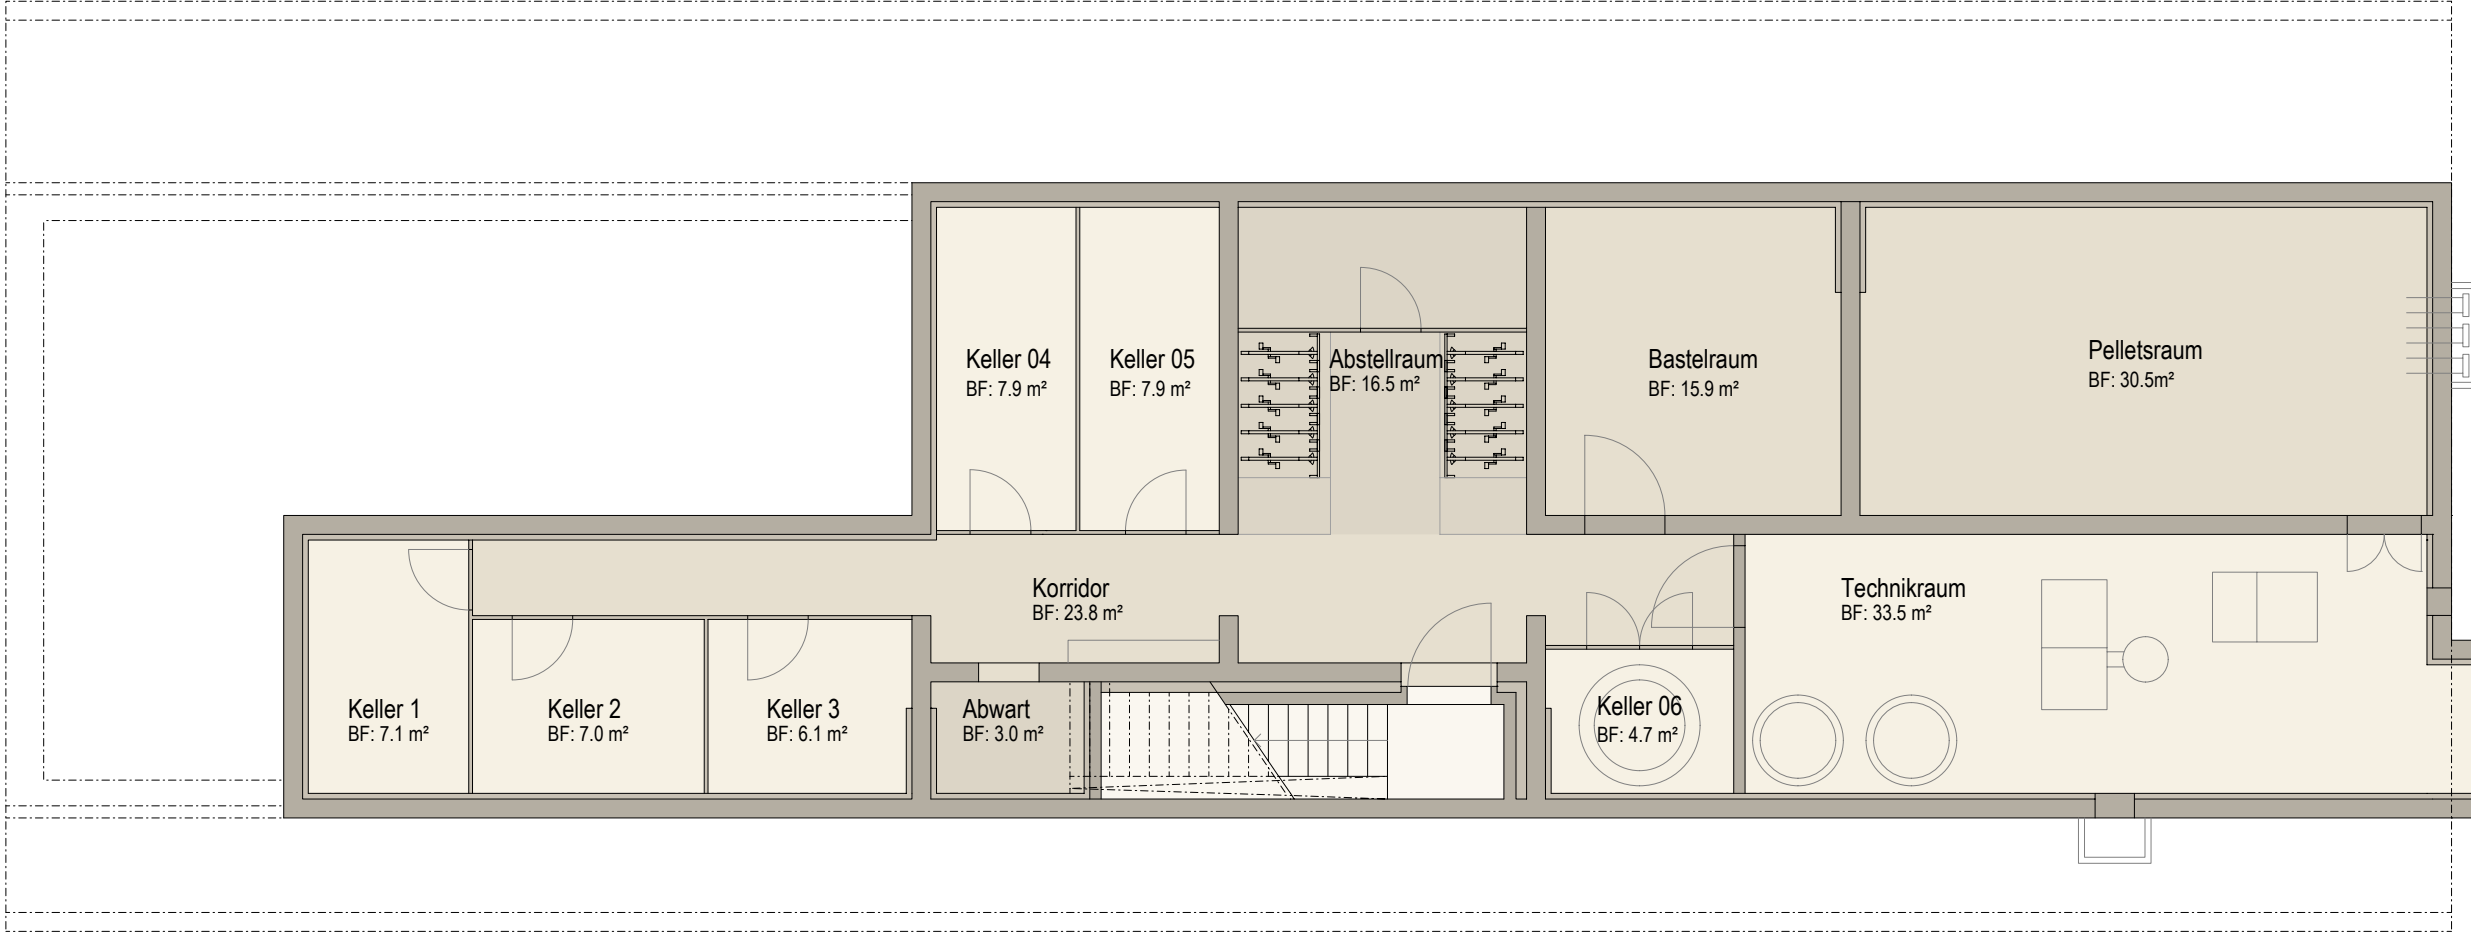 Keller 04
BF: 7.9 m²
Keller 05
BF: 7.9 m²
Abstellraum
BF: 16.5 m²
Bastelraum
BF: 15.9 m²
Pelletsraum
BF: 30.5m²
Korridor
BF: 23.8 m²
Technikraum
BF: 33.5 m²
Keller 1
BF: 7.1 m²
Keller 2
BF: 7.0 m²
Keller 3
BF: 6.1 m²
Abwart
BF: 3.0 m²
Keller 06
BF: 4.7 m²